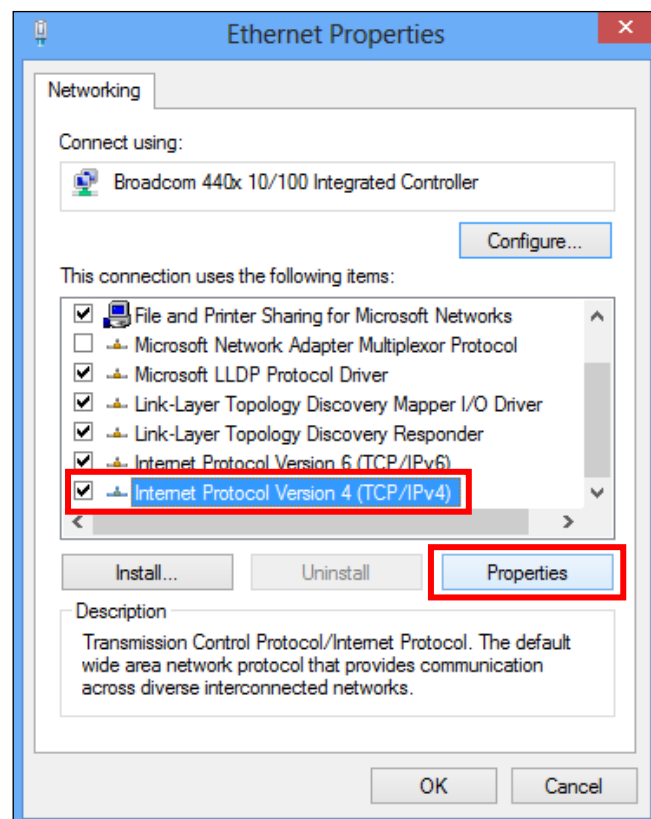 Ethernet Properties
Networking
Connect using:
Broadcom 440x 10/100 Integrated Controller
Configure...
This connection uses the following items:
File and Printer Sharing for Microsoft Networks
Microsoft Network Adapter Multiplexor Protocol
Microsoft LLDP Protocol Driver
Link-Layer Topology Discovery Mapper I/O Driver
Link-Layer Topology Discovery Responder
Internet Protocol Version 6 (TCP/IPv6)
Internet Protocol Version 4 (TCP/IPv4)
Install... Uninstall Properties
Description
Transmission Control Protocol/Internet Protocol. The default
wide area network protocol that provides communication
across diverse interconnected networks.
OK Cancel